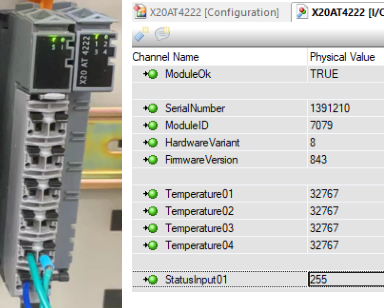 X20 AT 4222
X20AT4222 [Configuration]
X20AT4222 [I/
Channel Name Physical Value
ModuleOk TRUE
SerialNumber 1391210
ModuleID 7079
HardwareVariant 8
FirmwareVersion 843
Temperature01 32767
Temperature02 32767
Temperature03 32767
Temperature04 32767
StatusInput01 255